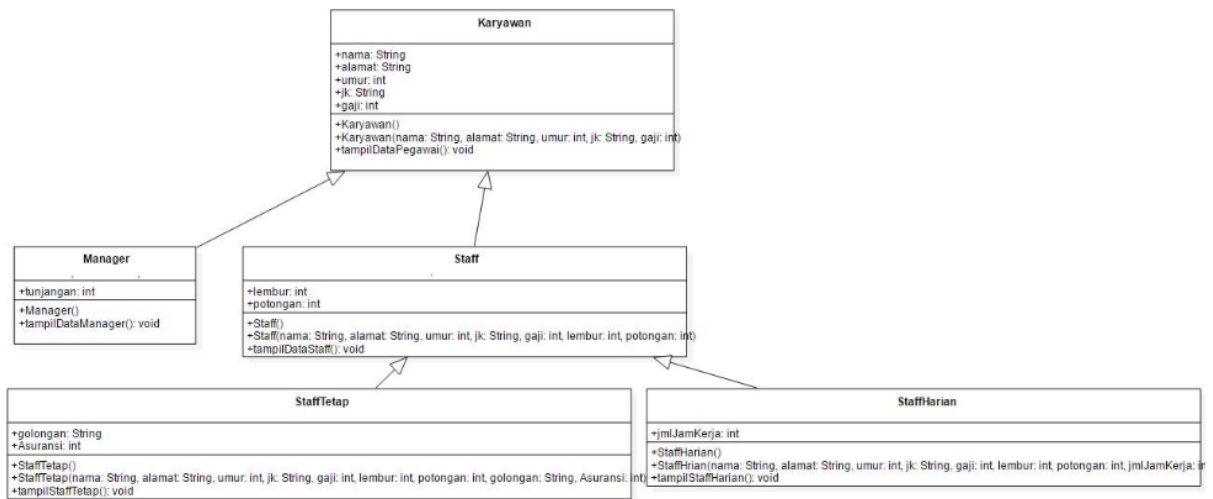 Karyawan
+nama: String
+alamat: String
+umur: int
+jk: String
+gaji: int
+Karyawan()
+Karyawan(nama: String, alamat: String, umur: int, jk: String, gaji: int)
+tampilDataPegawai(): void
Manager
+tunjangan: int
+Manager()
+tampilDataManager(): void
Staff
+lembur: int
+potongan: int
+Staff()
+Staff(nama: String, alamat: String, umur: int, jk: String, gaji: int, lembur: int, potongan: int)
+tampilDataStaff(): void
StaffTetap
+golongan: String
+Asuransi: int
+StaffTetap()
+StaffTetap(nama: String, alamat: String, umur: int, jk: String, gaji: int, lembur: int, potongan: int, golongan: String, Asuransi: int)
+tampilStaffTetap(): void
StaffHarian
+jmlJamKerja: int
+StaffHarian()
+StaffHrian(nama: String, alamat: String, umur: int, jk: String, gaji: int, lembur: int, potongan: int, jmlJamKerja:
+tampilStaffHarian(): void